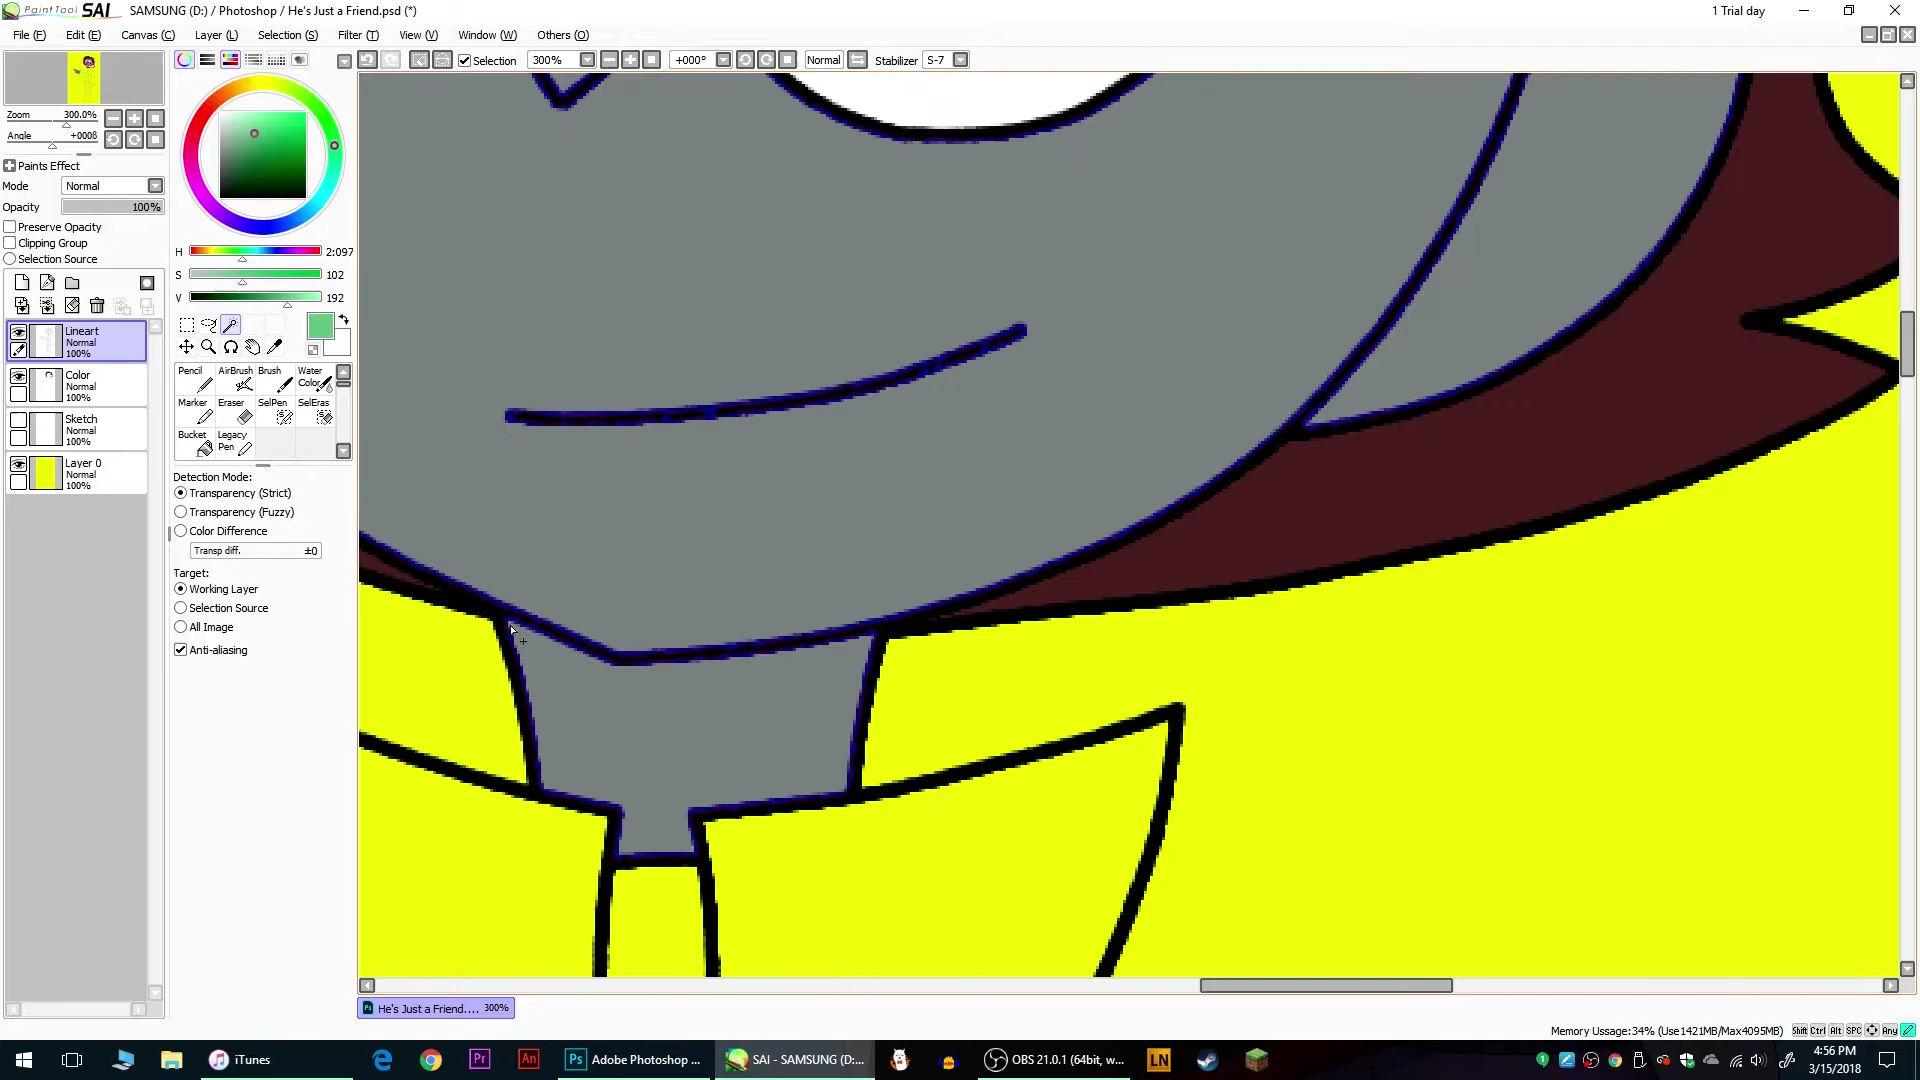 PaintTool SAI SAMSUNG (D:) / Photoshop / He's Just a Friend.psd (*) 1 Trial day
File (F) Edit (E) Canvas (C) Layer (L) Selection (S) Filter (T) View (V) Window (W) Others (O)
Selection 300% +000° Normal Stabilizer S-7
Zoom 300.0%
Angle +000ß
Paints Effect
Mode Normal
Opacity 100%
Preserve Opacity
Clipping Group
Selection Source
H 2:097
S 102
V 192
Lineart
Normal
100%
Color
Normal
100%
Sketch
Normal
100%
Layer 0
Normal
100%
Pencil AirBrush Brush Water Color
Marker Eraser SelPen SelEras
Bucket Legacy Pen
Detection Mode:
Transparency (Strict)
Transparency (Fuzzy)
Color Difference
Transp diff. ±0
Target:
Working Layer
Selection Source
All Image
Anti-aliasing
He's Just a Friend.... 300%
Memory Ussage:34% (Use1421MB/Max4095MB) Shift Ctrl Alt SPC Any
iTunes Pr An Ps Adobe Photoshop ... SAI - SAMSUNG (D:... OBS 21.0.1 (64bit, w... LN
4:56 PM
3/15/2018